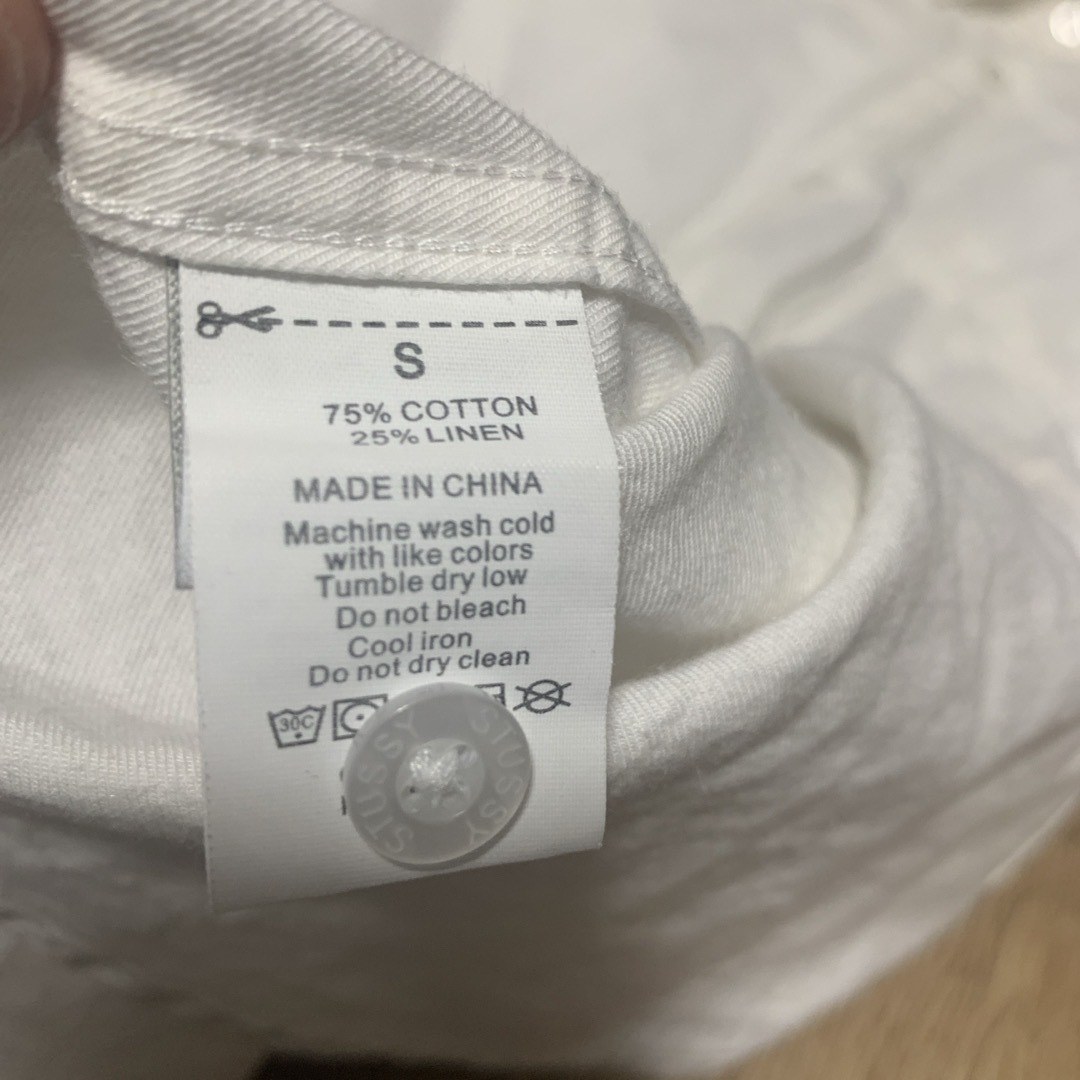 S
75% COTTON
25% LINEN
MADE IN CHINA
Machine wash cold
with like colors
Tumble dry low
Do not bleach
Cool iron
Do not dry clean
30C
STUSSY
STUSSY